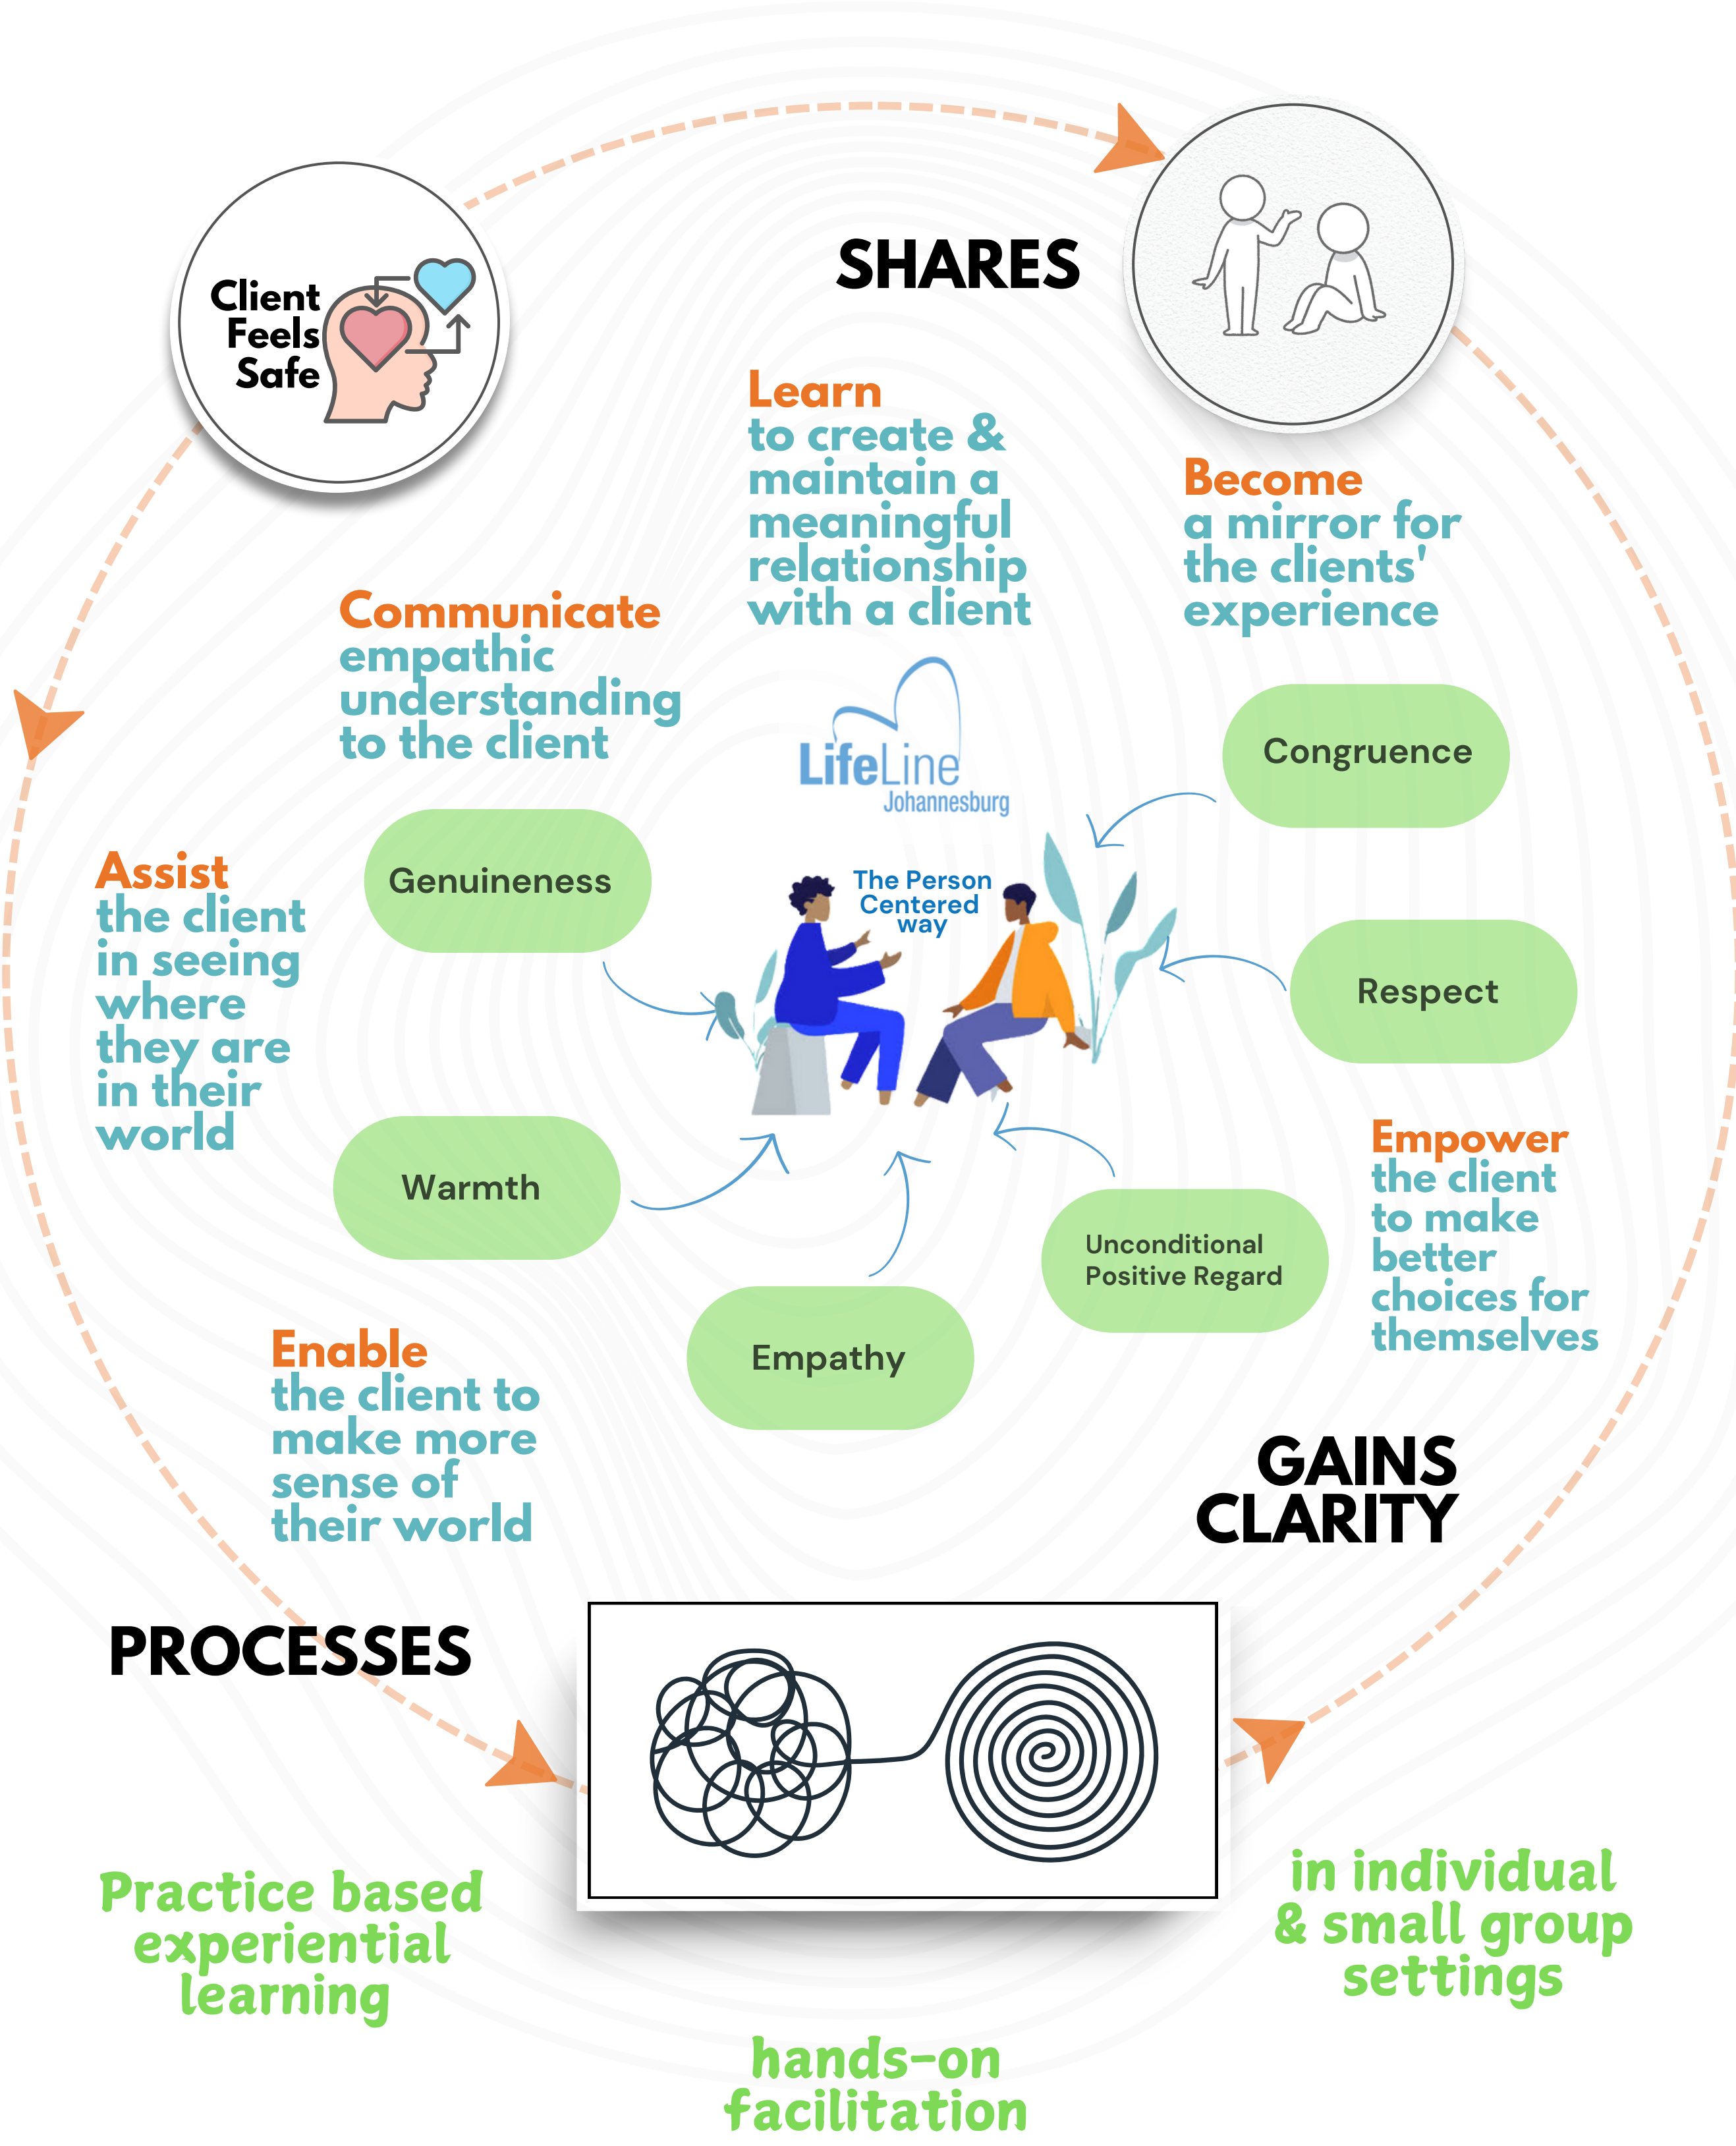 Client
Feels
Safe
SHARES
Learn
to create &
maintain a
meaningful
relationship
with a client
Become
a mirror for
the clients'
experience
Communicate
empathic
understanding
to the client
LifeLine
Johannesburg
Congruence
Genuineness
Assist
the client
in seeing
where
they are
in their
world
The Person
Centered
way
Respect
Warmth
Empower
the client
to make
better
choices for
themselves
Unconditional
Positive Regard
Empathy
Enable
the client to
make more
sense of
their world
GAINS
CLARITY
PROCESSES
Practice based
experiential
learning
in individual
& small group
settings
hands-on
facilitation